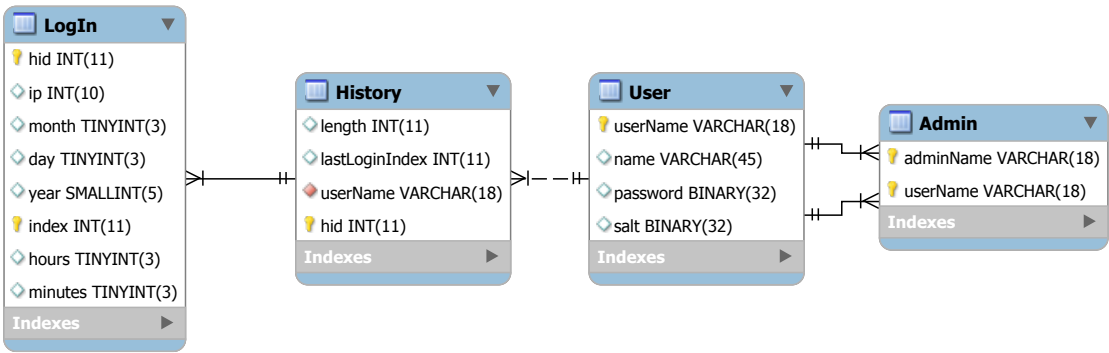 LogIn
hid INT(11)
ip INT(10)
month TINYINT(3)
day TINYINT(3)
year SMALLINT(5)
index INT(11)
hours TINYINT(3)
minutes TINYINT(3)
Indexes
History
length INT(11)
lastLoginIndex INT(11)
userName VARCHAR(18)
hid INT(11)
Indexes
User
userName VARCHAR(18)
name VARCHAR(45)
password BINARY(32)
salt BINARY(32)
Indexes
Admin
adminName VARCHAR(18)
userName VARCHAR(18)
Indexes